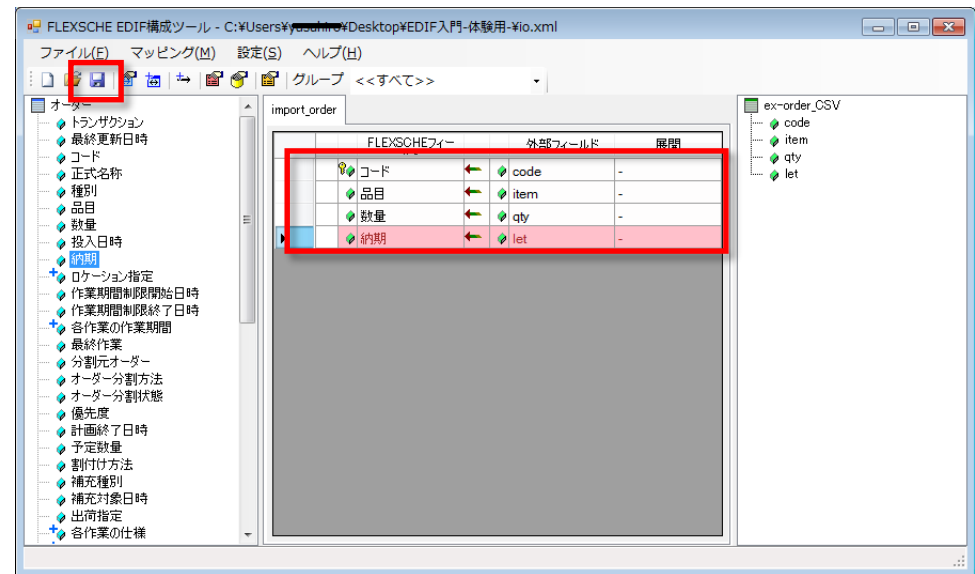 FLEXSCHE EDIF構成ツール - C:¥Users¥ ¥Desktop¥EDIF入門-体験用-¥io.xml
ファイル(F) マッピング(M) 設定(S) ヘルプ(H)
グループ <<すべて>>
オーダー
トランザクション
最終更新日時
コード
正式名称
種別
品目
数量
投入日時
納期
ロケーション指定
作業期間制限開始日時
作業期間制限終了日時
各作業の作業期間
最終作業
分割元オーダー
オーダー分割方法
オーダー分割状態
優先度
計画終了日時
予定数量
割付け方法
補充種別
補充対象日時
出荷指定
各作業の仕様
import_order
FLEXSCHEフィー 外部フィールド 展開
コード code -
品目 item -
数量 qty -
納期 let -
ex-order_CSV
code
item
qty
let